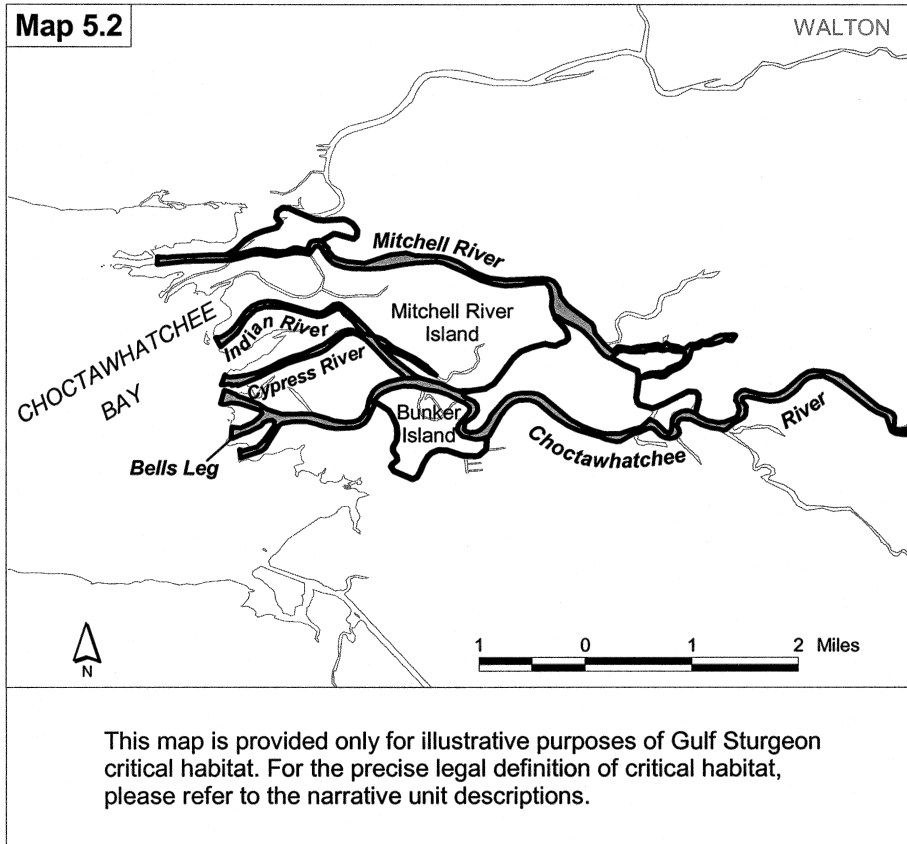 Map 5.2
WALTON
Mitchell River
Mitchell River
Island
Indian River
CHOCTAWHATCHEE
BAY
Cypress River
Bunker
Island
River
Choctawhatchee
Bells Leg
N
1 0 1 2 Miles
This map is provided only for illustrative purposes of Gulf Sturgeon
critical habitat. For the precise legal definition of critical habitat,
please refer to the narrative unit descriptions.